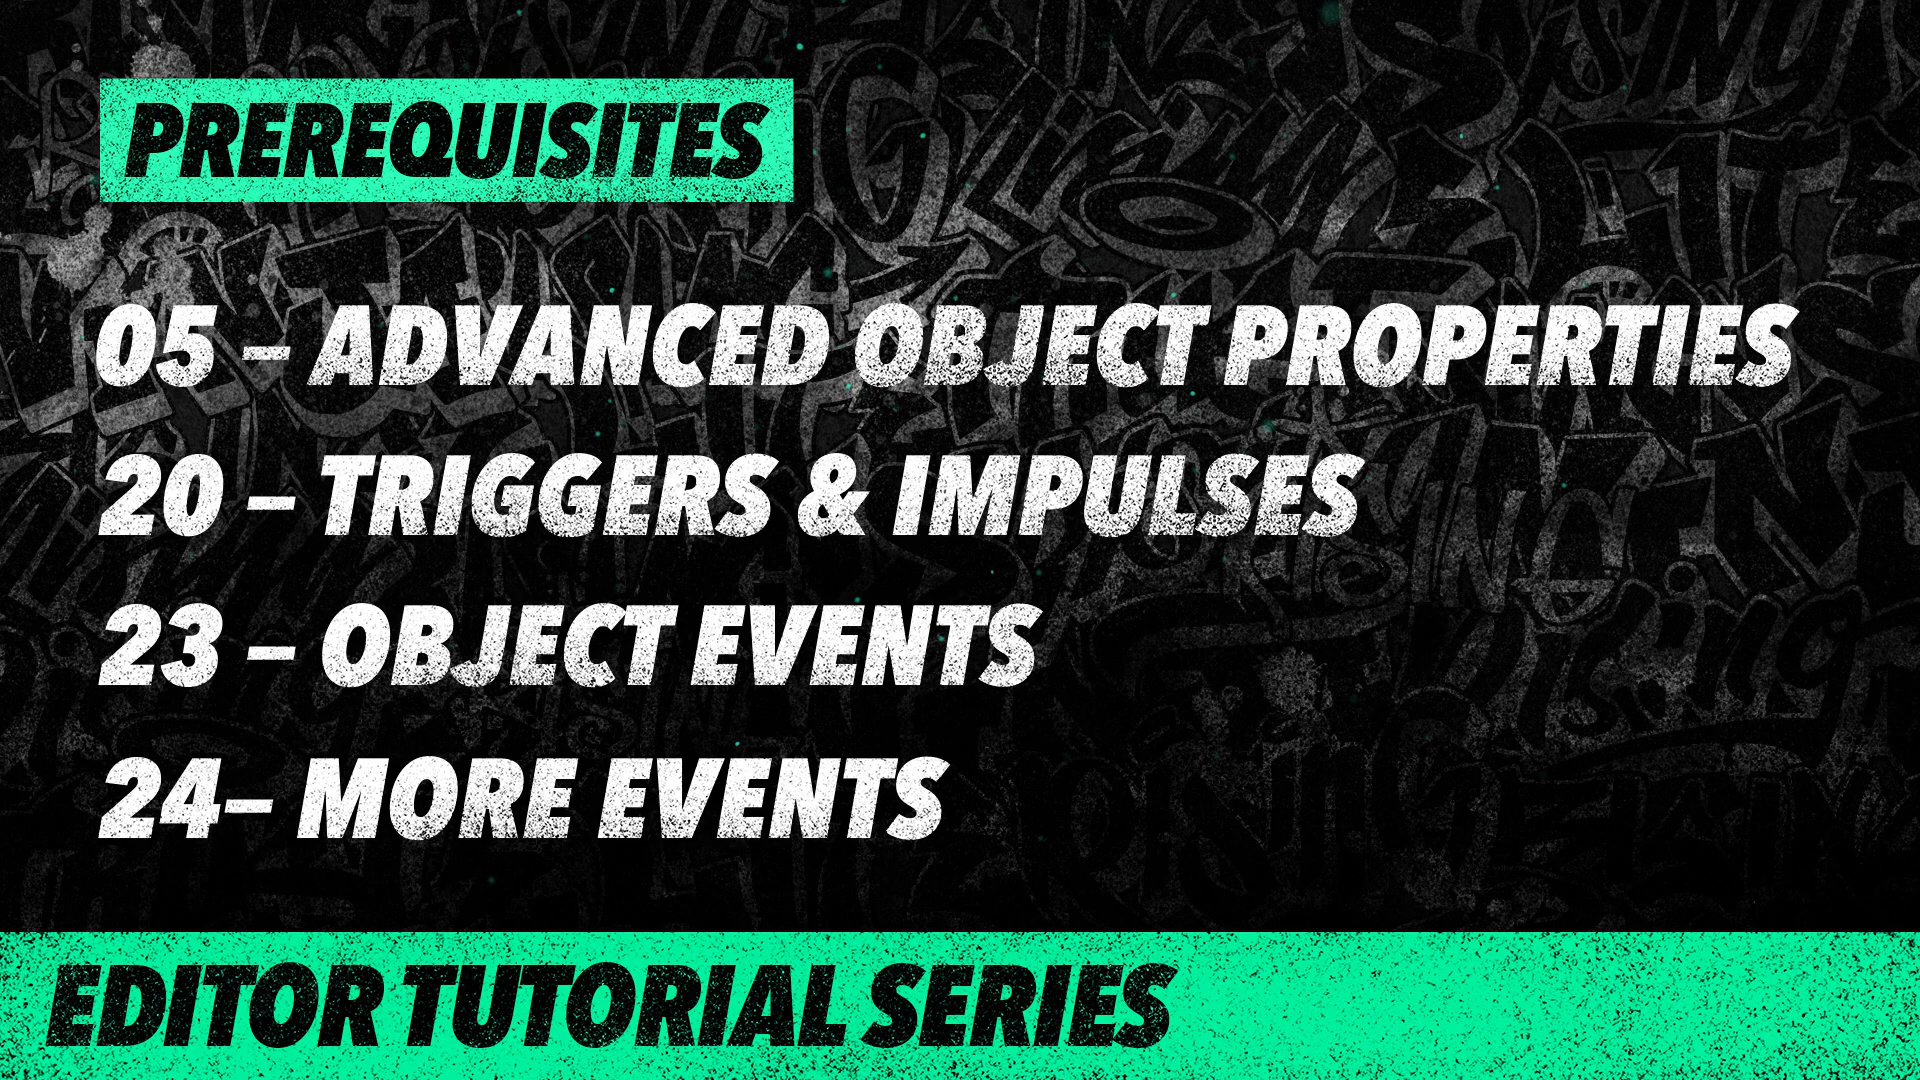 PREREQUISITES
05 – ADVANCED OBJECT PROPERTIES
20 – TRIGGERS & IMPULSES
23 – OBJECT EVENTS
24– MORE EVENTS
EDITOR TUTORIAL SERIES